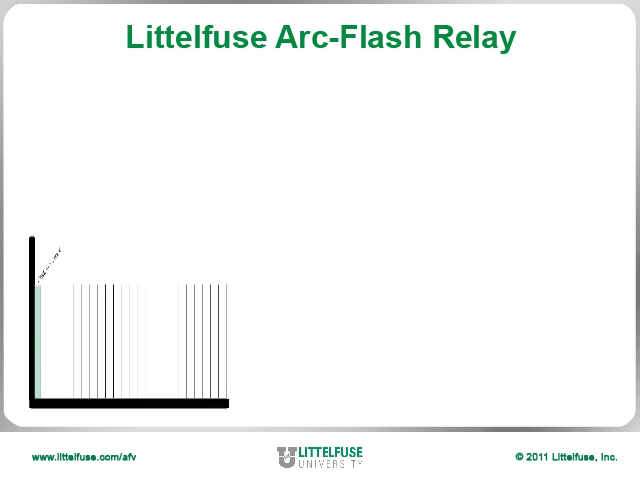 Littelfuse Arc-Flash Relay
www.littelfuse.com/afv
LITTELFUSE
UNIVERSITY
© 2011 Littelfuse, Inc.